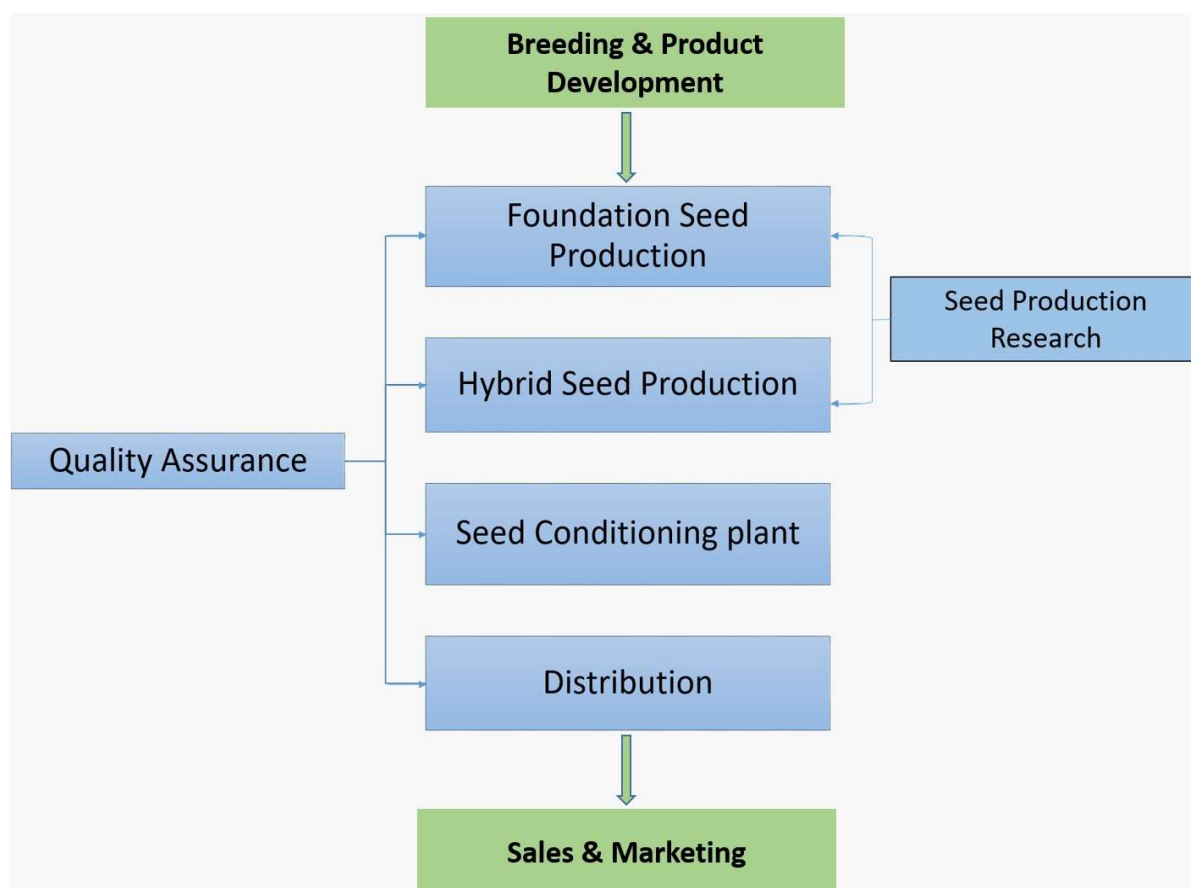 Breeding & Product
Development
Foundation Seed
Production
Seed Production
Research
Hybrid Seed Production
Quality Assurance
Seed Conditioning plant
Distribution
Sales & Marketing